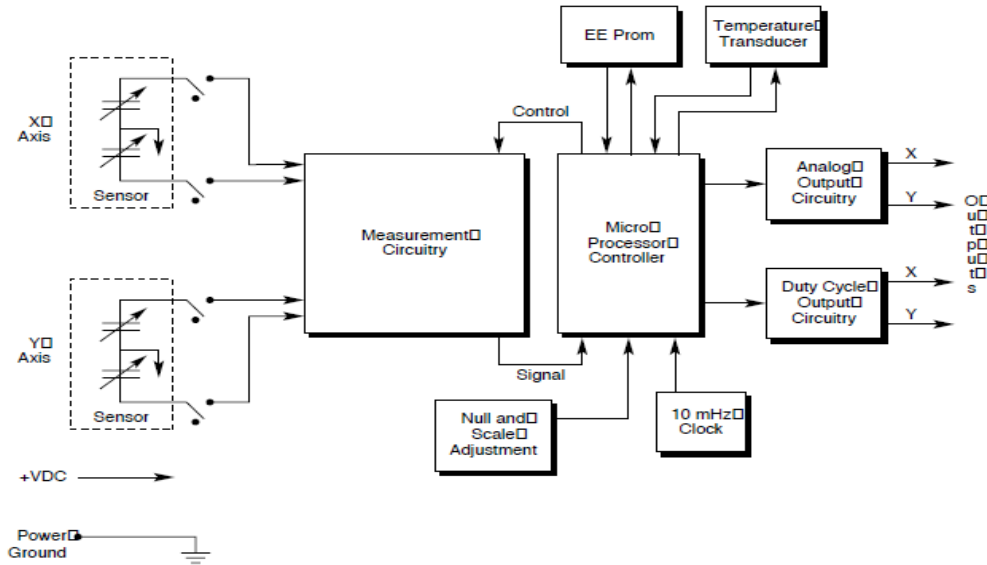 EE Prom
Temperature□
Transducer
X□
Axis
Sensor
Control
Measurement□
Circuitry
Micro□
Processor□
Controller
Analog□
Output□
Circuitry
X
Y
Duty Cycle□
Output□
Circuitry
X
Y
O□
u□
t□
p□
u□
t□
s
Y□
Axis
Sensor
Signal
Null and□
Scale□
Adjustment
10 mHz□
Clock
+VDC
Power□
Ground